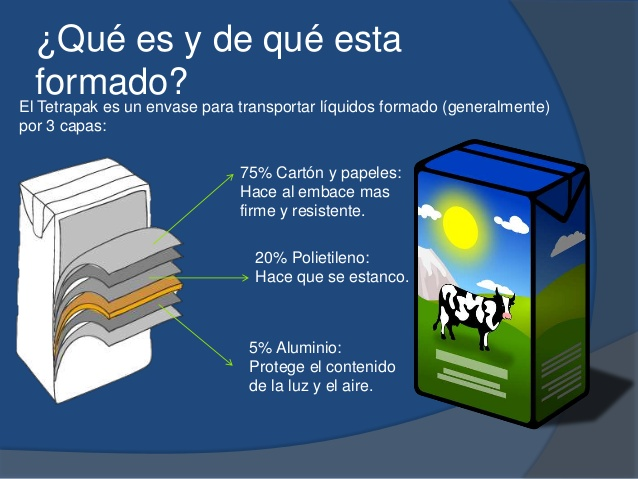 ¿Qué es y de qué esta
formado?
El Tetrapak es un envase para transportar líquidos formado (generalmente)
por 3 capas:
75% Cartón y papeles:
Hace al embace mas
firme y resistente.
20% Polietileno:
Hace que se estanco.
5% Aluminio:
Protege el contenido
de la luz y el aire.